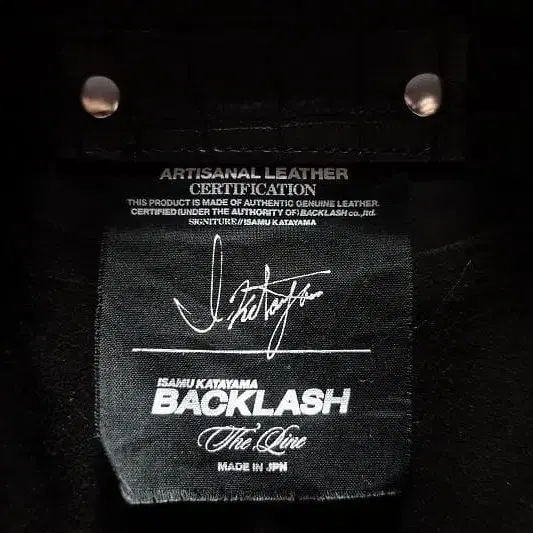 ARTISANAL LEATHER
CERTIFICATION
THIS PRODUCT IS MADE OF AUTHENTIC GENUINE LEATHER.
CERTIFIED(UNDER THE AUTHORITY OF)BACKLASH co.,ltd.
SIGNITURE//ISAMU KATAYAMA
I. Katayama
ISAMU KATAYAMA
BACKLASH
The Line
MADE IN JPN